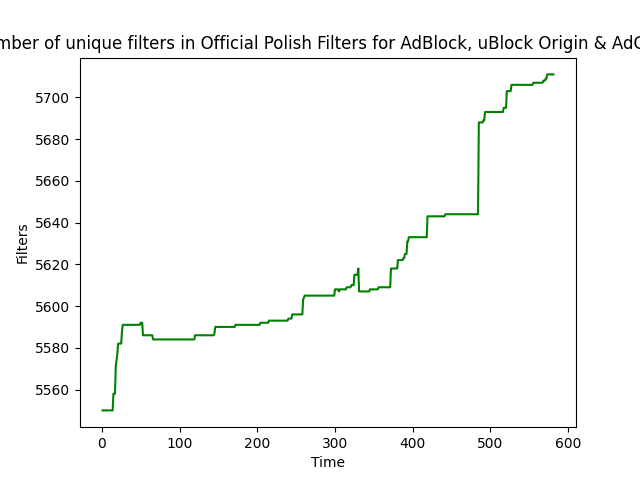 mber of unique filters in Official Polish Filters for AdBlock, uBlock Origin & AdG
5700
5680
5660
5640
5620
5600
5580
5560
Filters
0 100 200 300 400 500 600
Time